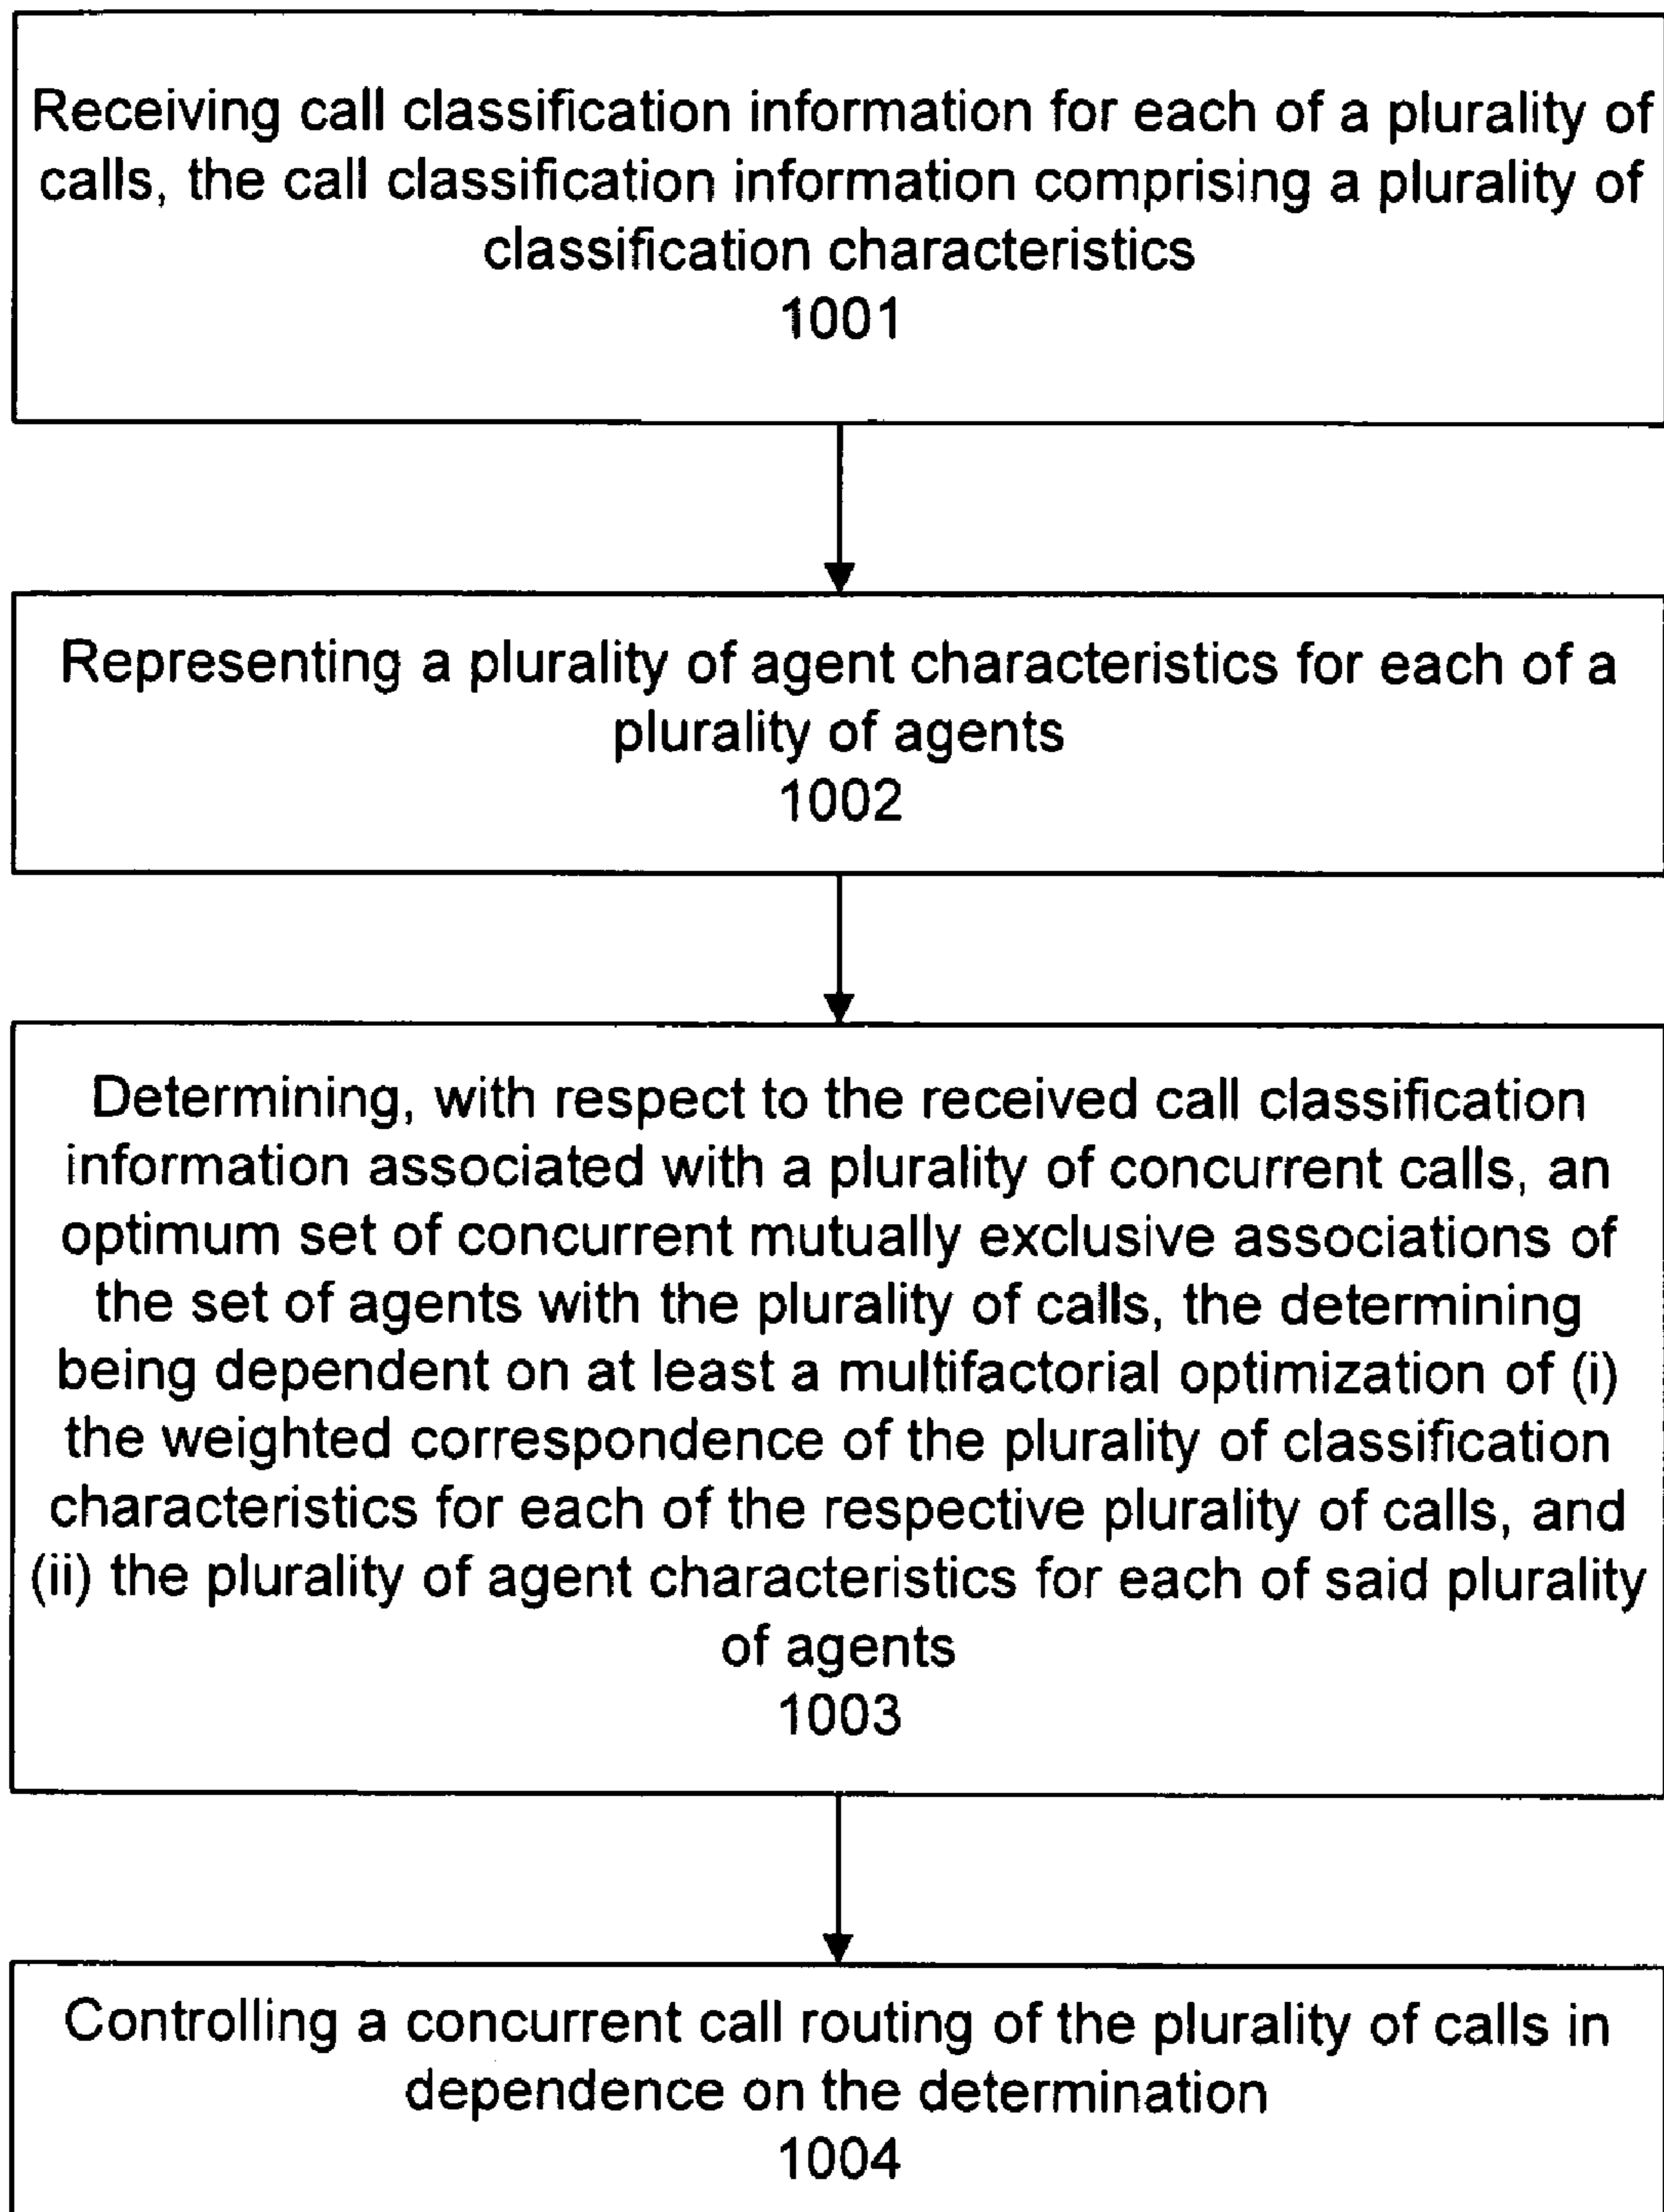 Receiving call classification information for each of a plurality of
calls, the call classification information comprising a plurality of
classification characteristics
1001
Representing a plurality of agent characteristics for each of a
plurality of agents
1002
Determining, with respect to the received call classification
information associated with a plurality of concurrent calls, an
optimum set of concurrent mutually exclusive associations of
the set of agents with the plurality of calls, the determining
being dependent on at least a multifactorial optimization of (i)
the weighted correspondence of the plurality of classification
characteristics for each of the respective plurality of calls, and
(ii) the plurality of agent characteristics for each of said plurality
of agents
1003
Controlling a concurrent call routing of the plurality of calls in
dependence on the determination
1004